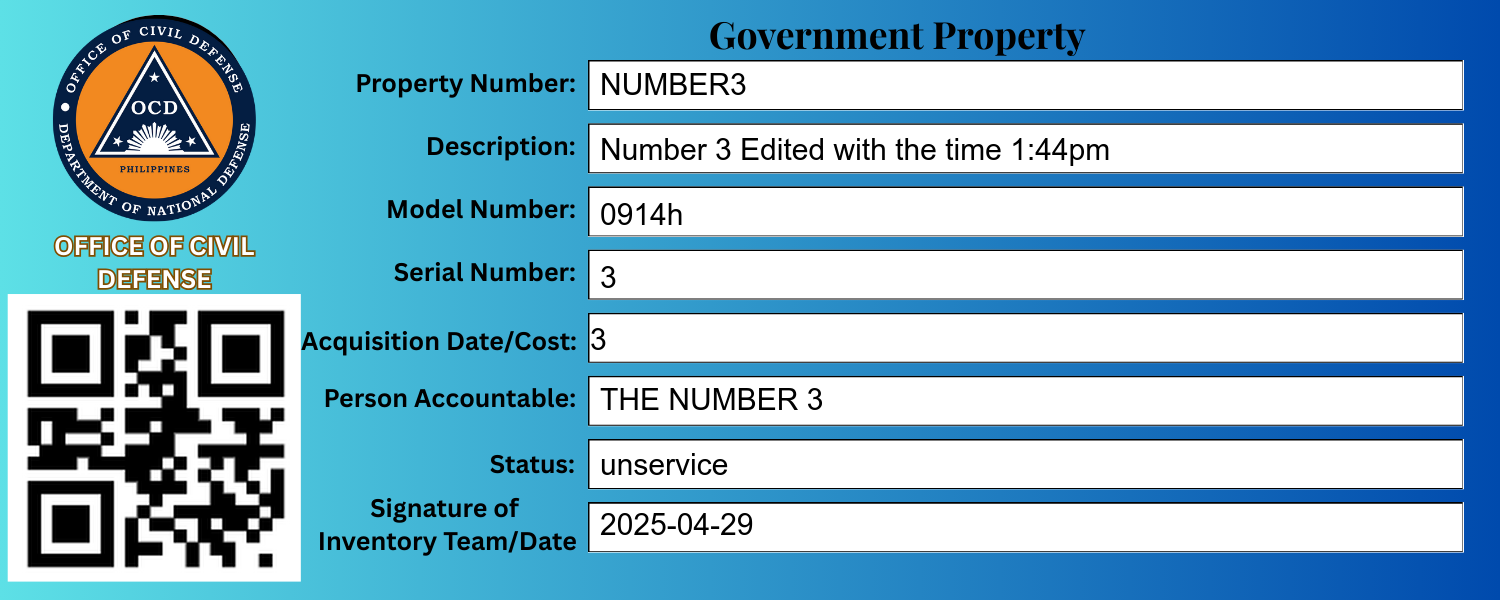 OFFICE OF CIVIL DEFENSE
OCD
PHILIPPINES
DEPARTMENT OF NATIONAL DEFENSE
OFFICE OF CIVIL
DEFENSE
Government Property
Property Number: NUMBER3
Description: Number 3 Edited with the time 1:44pm
Model Number: 0914h
Serial Number: 3
Acquisition Date/Cost: 3
Person Accountable: THE NUMBER 3
Status: unservice
Signature of
Inventory Team/Date 2025-04-29